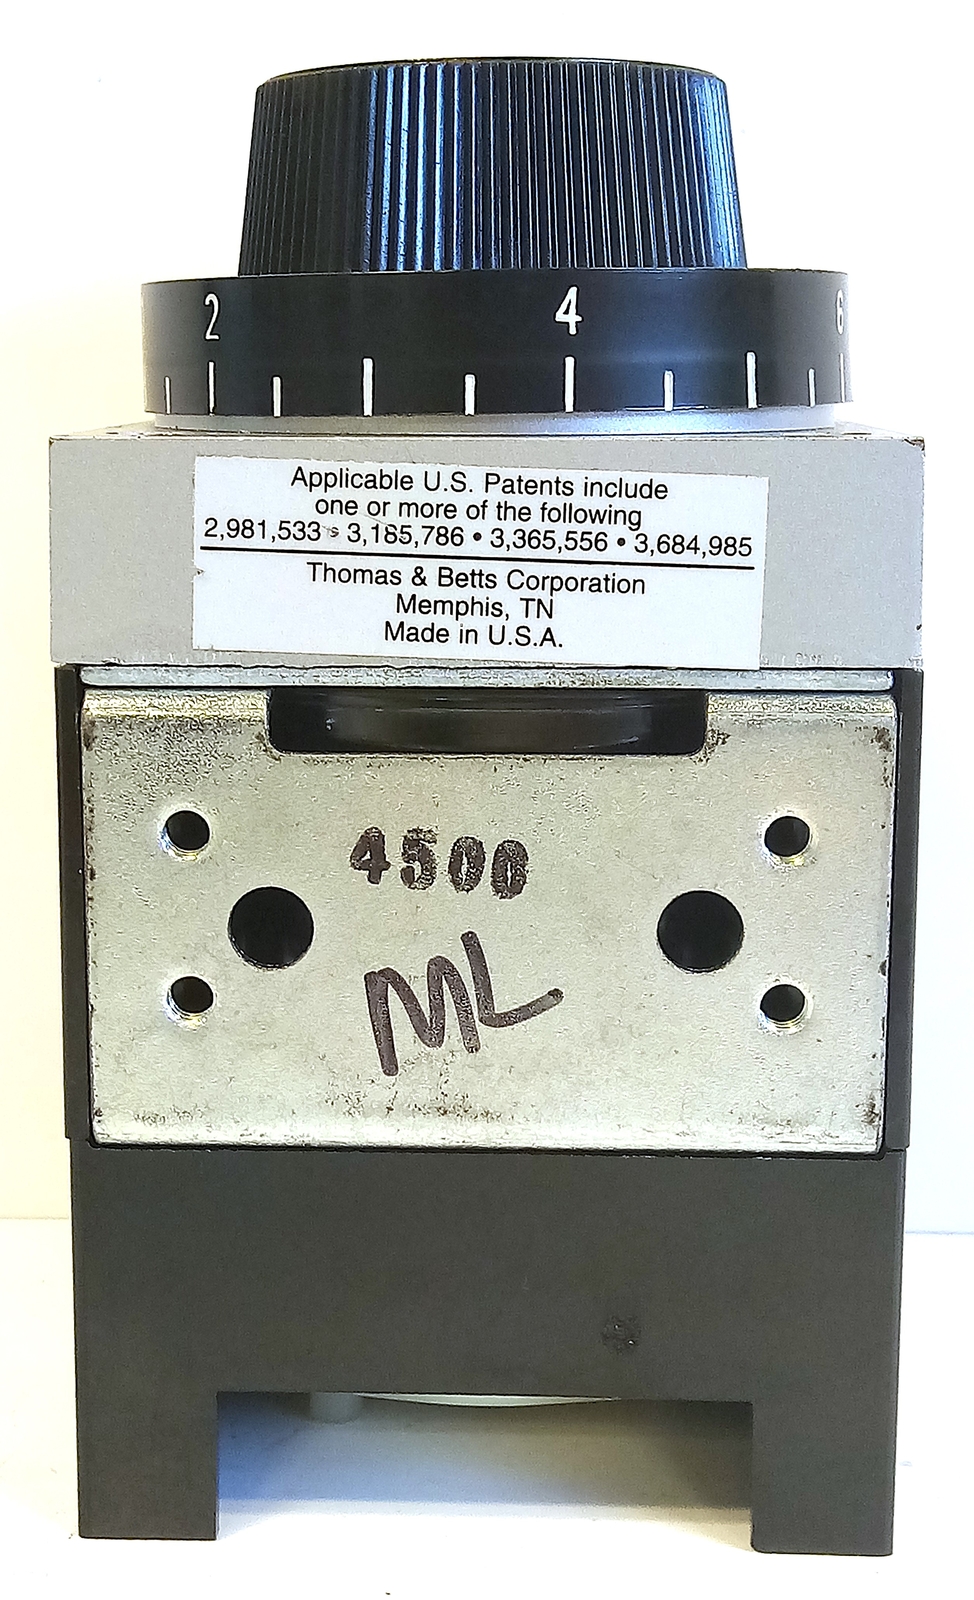 2 4 6
Applicable U.S. Patents include
one or more of the following
2,981,533 • 3,185,786 • 3,365,556 • 3,684,985
Thomas & Betts Corporation
Memphis, TN
Made in U.S.A.
4500
ML